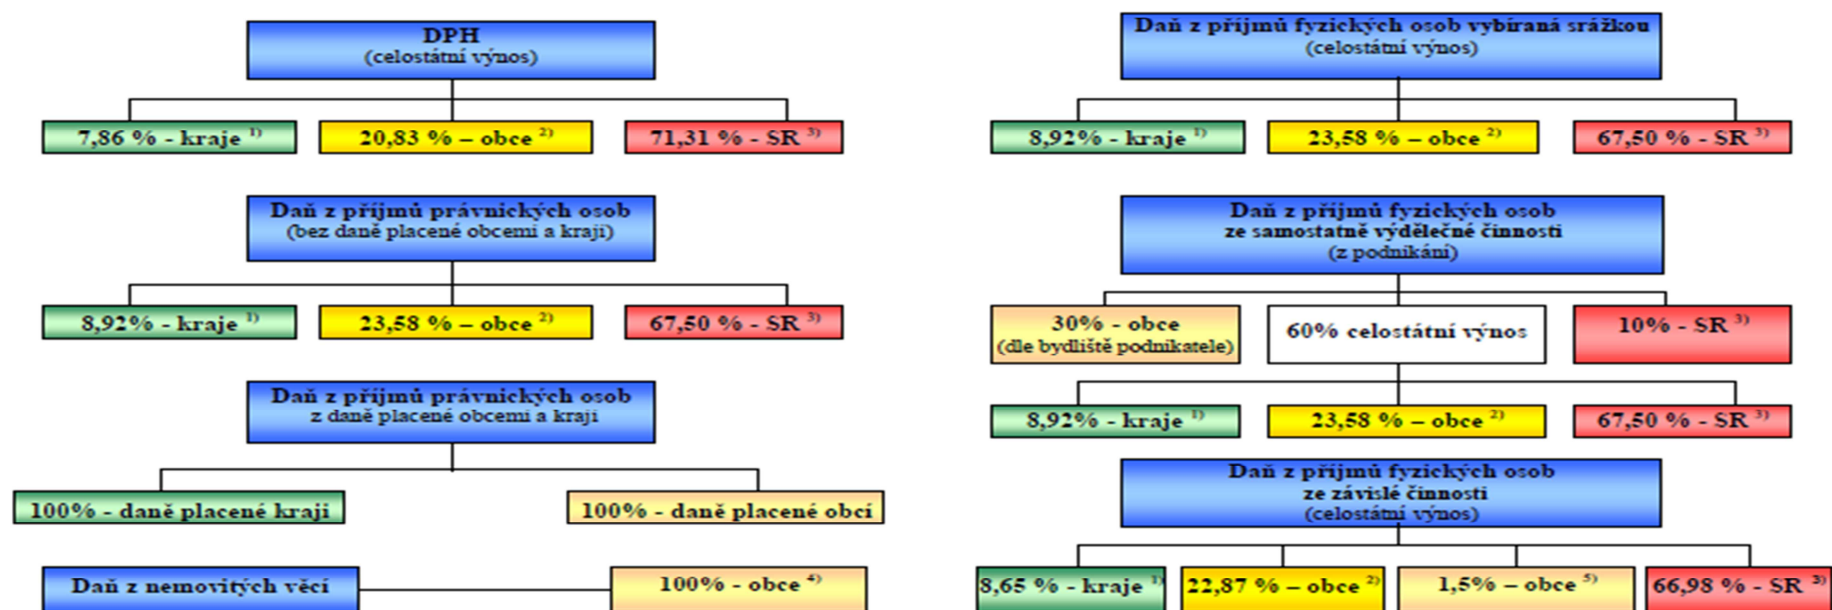 DPH
(celostátní výnos)
7,86 % - kraje 1)
20,83 % – obce 2)
71,31 % - SR 3)
Daň z příjmů právnických osob
(bez daně placené obcemi a kraji)
8,92% - kraje 1)
23,58 % – obce 2)
67,50 % - SR 3)
Daň z příjmů právnických osob
z daně placené obcemi a kraji
100% - daně placené kraji
100% - daně placené obcí
Daň z nemovitých věcí
100% - obce 4)
Daň z příjmů fyzických osob vybíraná srážkou
(celostátní výnos)
8,92% - kraje 1)
23,58 % – obce 2)
67,50 % - SR 3)
Daň z příjmů fyzických osob
ze samostatně výdělečné činnosti
(z podnikání)
30% - obce
(dle bydliště podnikatele)
60% celostátní výnos
10% - SR 3)
8,92% - kraje 1)
23,58 % – obce 2)
67,50 % - SR 3)
Daň z příjmů fyzických osob
ze závislé činnosti
(celostátní výnos)
8,65 % - kraje 1)
22,87 % – obce 2)
1,5% – obce 5)
66,98 % - SR 3)